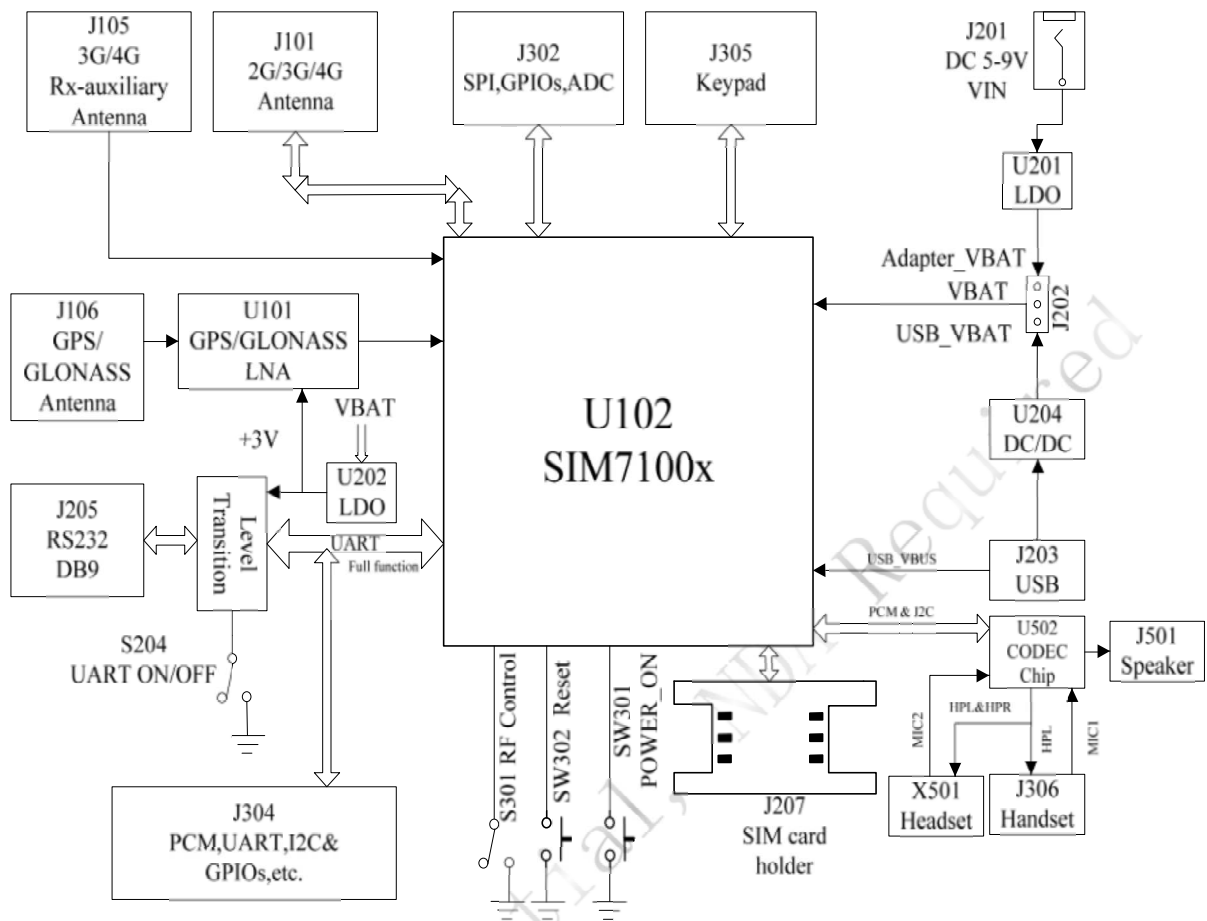 J105
3G/4G
Rx-auxiliary
Antenna
J101
2G/3G/4G
Antenna
J302
SPI,GPIOs,ADC
J305
Keypad
J201
DC 5-9V
VIN
U201
LDO
Adapter_VBAT
VBAT
USB_VBAT
J202
J106
GPS/
GLONASS
Antenna
U101
GPS/GLONASS
LNA
VBAT
+3V
U202
LDO
U102
SIM7100x
U204
DC/DC
J205
RS232
DB9
Level
Transition
UART
Full function
USB_VBUS
J203
USB
PCM & I2C
U502
CODEC
Chip
J501
Speaker
S204
UART ON/OFF
S301 RF Control
SW302 Reset
SW301
POWER_ON
MIC2
HPL&HPR
HPL
MIC1
J207
SIM card
holder
X501
Headset
J306
Handset
J304
PCM,UART,I2C&
GPIOs,etc.
trial, NDA Required